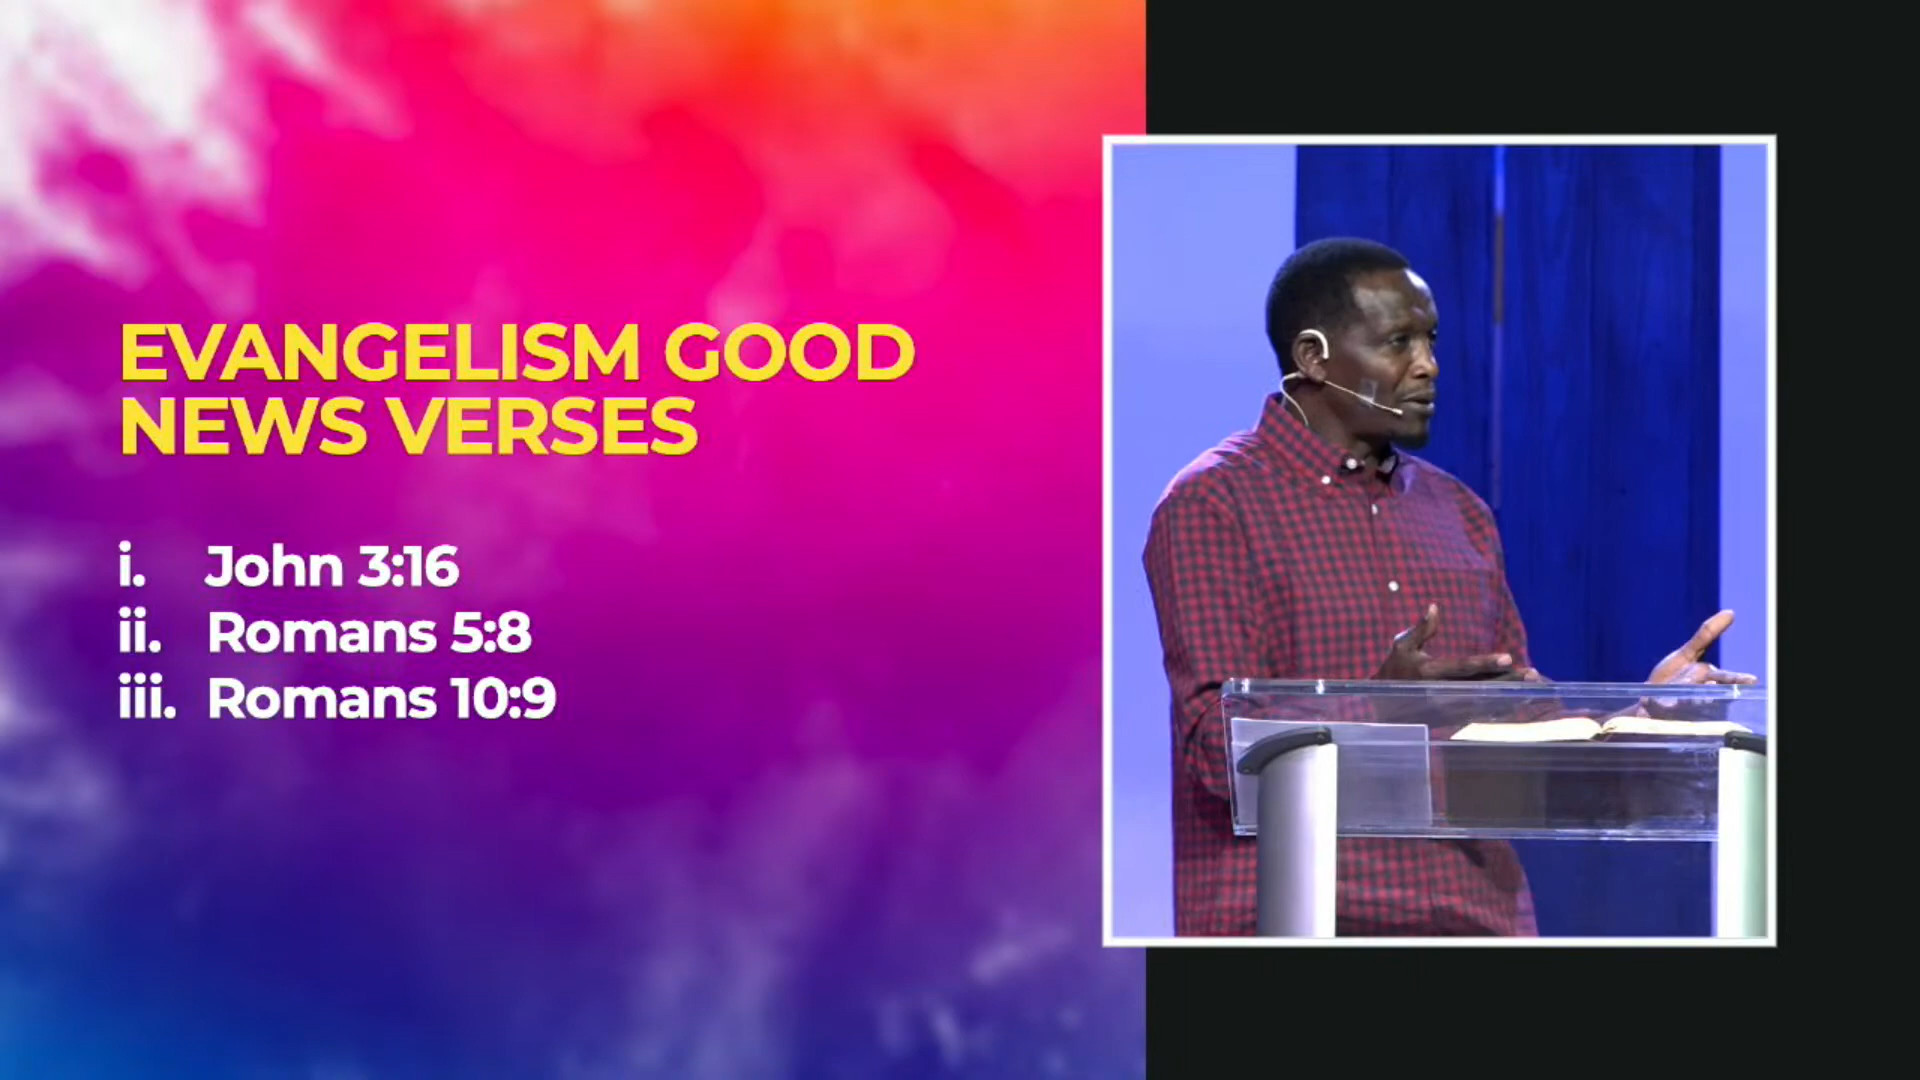 EVANGELISM GOOD
NEWS VERSES
i. John 3:16
ii. Romans 5:8
iii. Romans 10:9